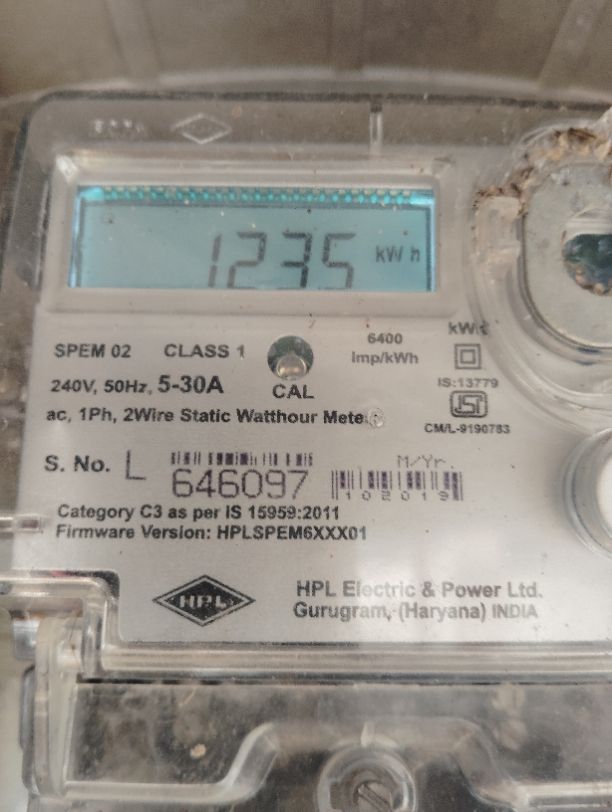 HPL
1235 kWh
SPEM 02 CLASS 1
6400
Imp/kWh
240V, 50Hz, 5-30A
CAL
IS:13779
ac, 1Ph, 2Wire Static Watthour Meter
ISI
CM/L-9190783
S. No. L 646097
M/Yr.
102019
Category C3 as per IS 15959:2011
Firmware Version: HPLSPEM6XXX01
HPL
HPL Electric & Power Ltd.
Gurugram, (Haryana) INDIA